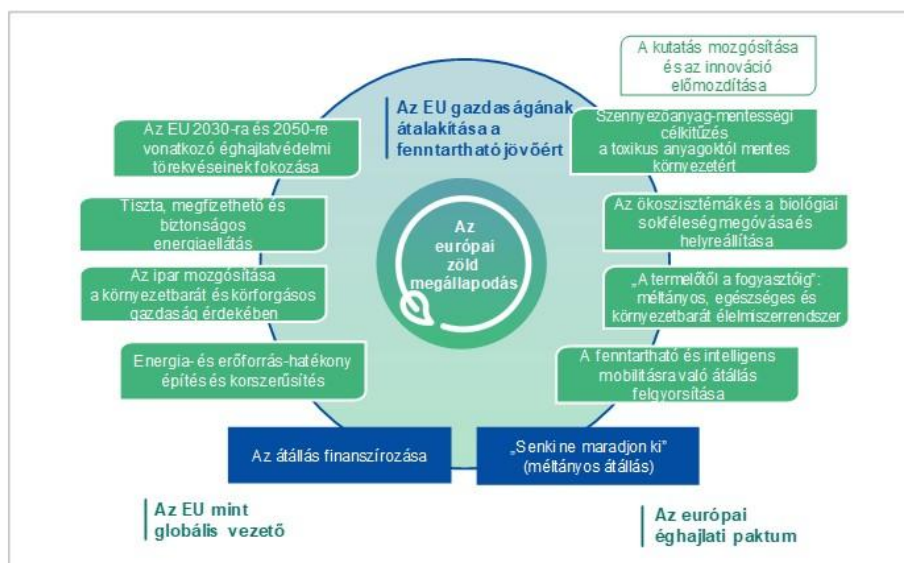 A kutatás mozgósítása
és az innováció
előmozdítása
Az EU gazdaságának
átalakítása a
fenntartható jövőért
Az EU 2030-ra és 2050-re
vonatkozó éghajlatvédelmi
törekvéseinek fokozása
Szennyezőanyag-mentességi
célkitűzés
a toxikus anyagoktól mentes
környezetért
Tiszta, megfizethető és
biztonságos
energiaellátás
Az ökoszisztémák és a biológiai
sokféleség megóvása és
helyreállítása
Az
európai
zöld
megállapodás
Az ipar mozgósítása
a környezetbarát és körforgásos
gazdaság érdekében
„A termelőtől a fogyasztóig”:
méltányos, egészséges és
környezetbarát élelmiszerrendszer
Energia- és erőforrás-hatékony
építés és korszerűsítés
A fenntartható és intelligens
mobilitásra való átállás
felgyorsítása
Az átállás finanszírozása
„Senki ne maradjon ki”
(méltányos átállás)
Az EU mint
globális vezető
Az európai
éghajlati paktum